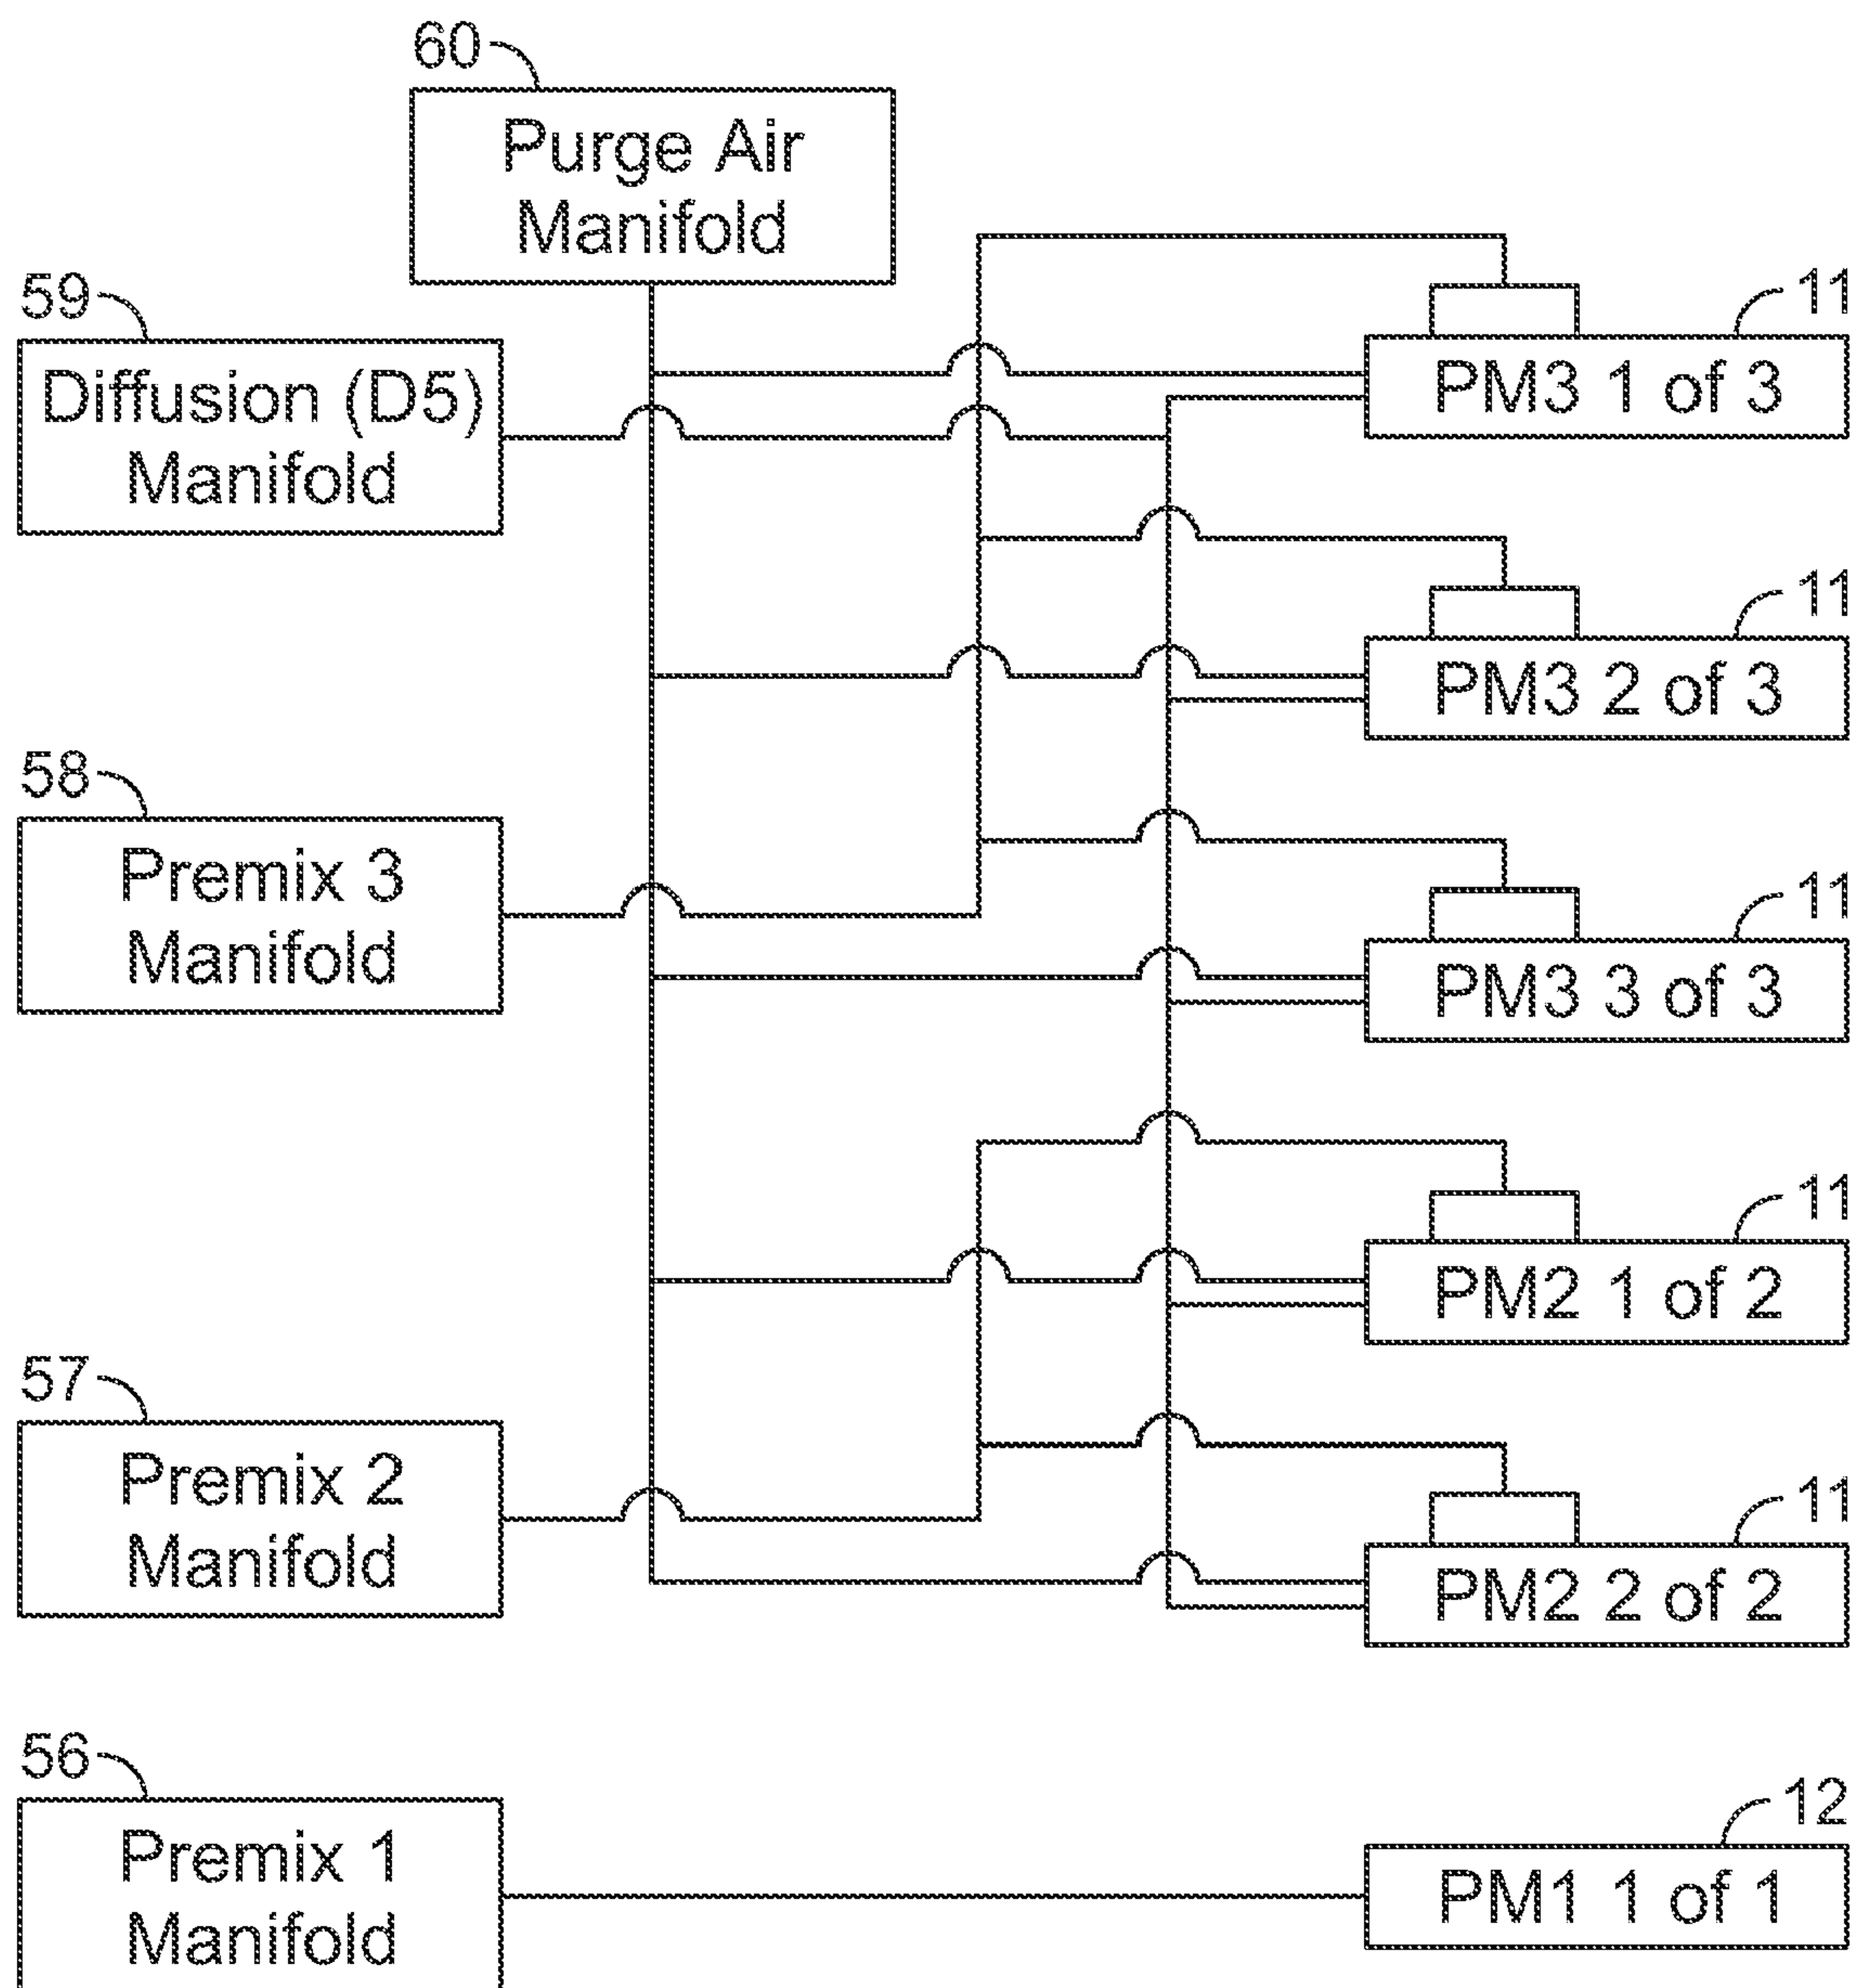 60
Purge Air
Manifold
59
Diffusion (D5)
Manifold
11
PM3 1 of 3
11
PM3 2 of 3
58
Premix 3
Manifold
11
PM3 3 of 3
11
PM2 1 of 2
57
Premix 2
Manifold
11
PM2 2 of 2
56
Premix 1
Manifold
12
PM1 1 of 1